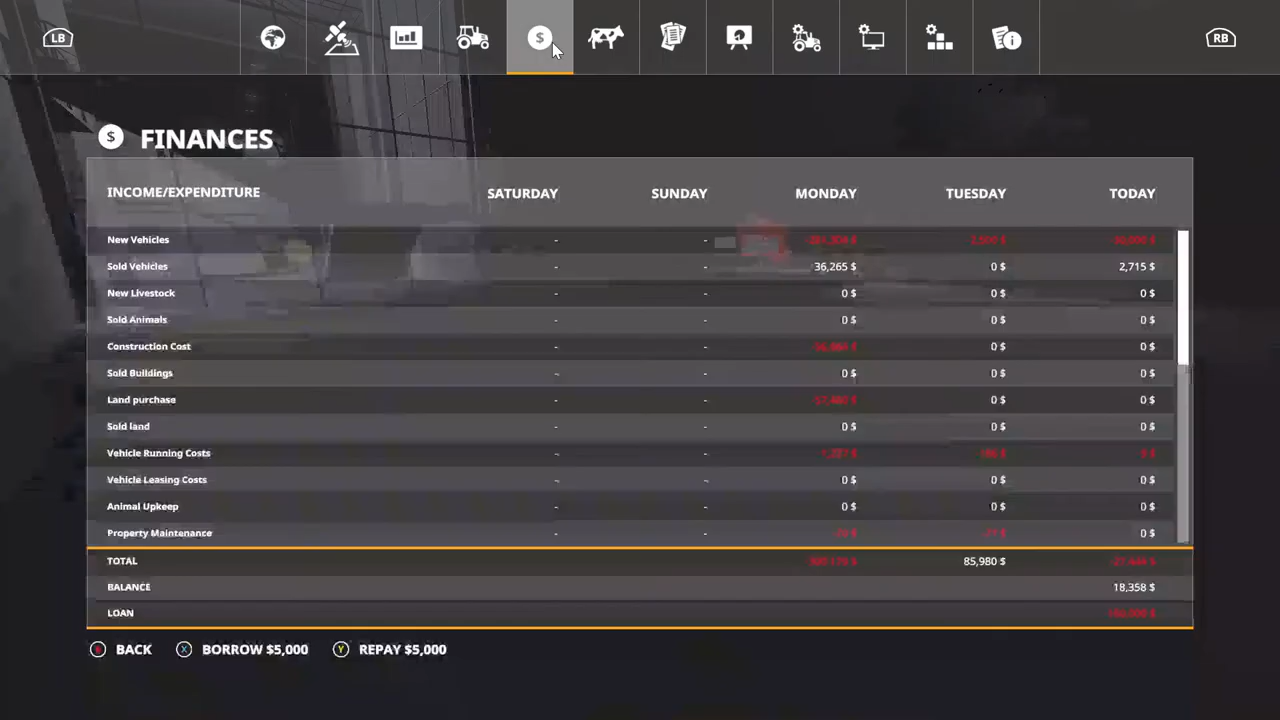 LB
$
RB
$ FINANCES
INCOME/EXPENDITURE SATURDAY SUNDAY MONDAY TUESDAY TODAY
New Vehicles - - -2,500 $
Sold Vehicles - - 36,265 $ 0 $ 2,715 $
New Livestock - - 0 $ 0 $ 0 $
Sold Animals - - 0 $ 0 $ 0 $
Construction Cost - - 0 $ 0 $
Sold Buildings - - 0 $ 0 $ 0 $
Land purchase - - 0 $ 0 $
Sold land - - 0 $ 0 $ 0 $
Vehicle Running Costs - -
Vehicle Leasing Costs - - 0 $ 0 $ 0 $
Animal Upkeep - - 0 $ 0 $ 0 $
Property Maintenance - - 0 $
TOTAL 85,980 $
BALANCE 18,358 $
LOAN
BACK X BORROW $5,000 Y REPAY $5,000